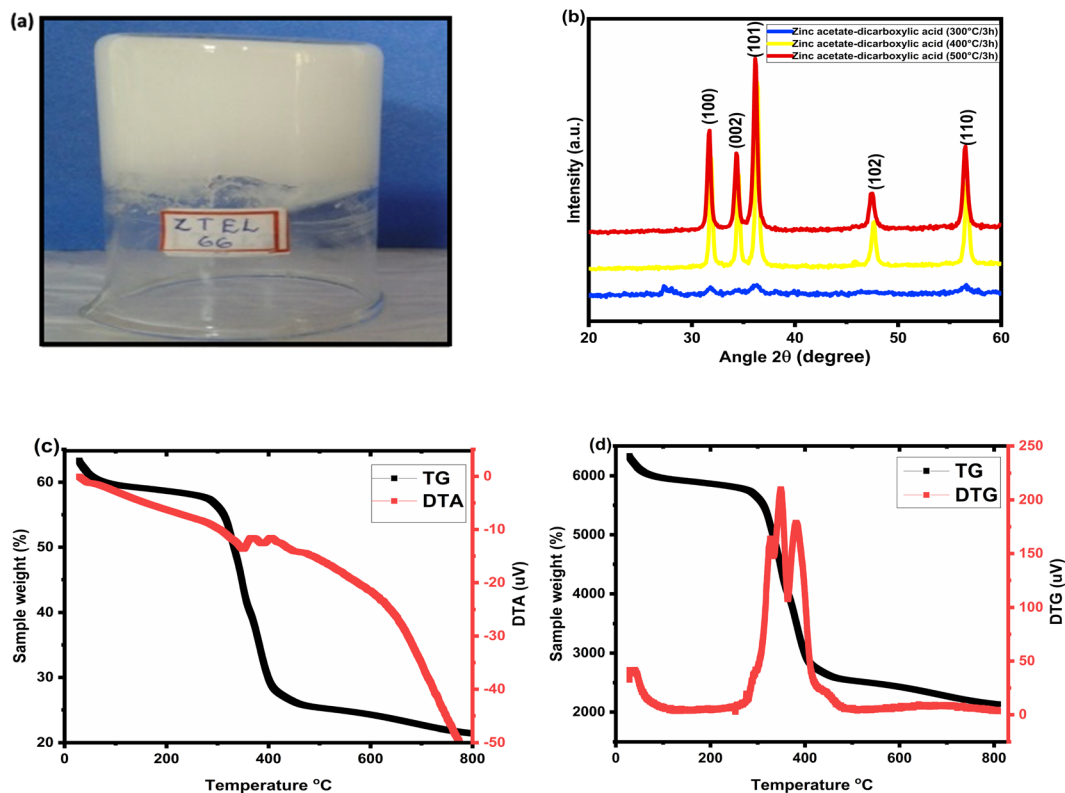 (a)
Z T E L
66
(b)
Zinc acetate-dicarboxylic acid (300°C/3h)
Zinc acetate-dicarboxylic acid (400°C/3h)
Zinc acetate-dicarboxylic acid (500°C/3h)
(100)
(002)
(101)
(102)
(110)
Intensity (a.u.)
20 30 40 50 60
Angle 2θ (degree)
(c)
TG
DTA
Sample weight (%)
60
50
40
30
20
0
-10
-20
-30
-40
-50
DTA (uV)
0 200 400 600 800
Temperature ºC
(d)
TG
DTG
Sample weight (%)
6000
5000
4000
3000
2000
250
200
150
100
50
0
DTG (uV)
0 200 400 600 800
Temperature ºC